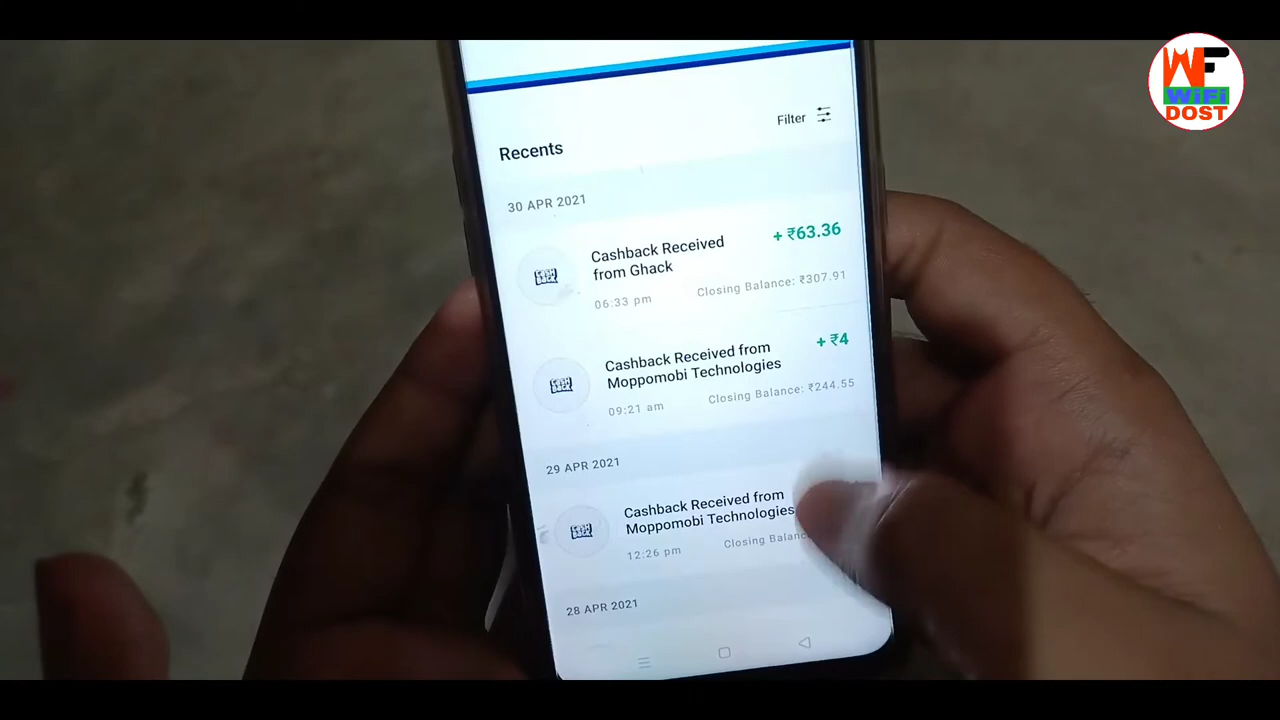 WF
WiFi
DOST
Filter
Recents
30 APR 2021
Cashback Received
from Ghack
+ ₹63.36
06:33 pm
Closing Balance: ₹307.91
Cashback Received from
Moppomobi Technologies
+ ₹4
09:21 am
Closing Balance: ₹244.55
29 APR 2021
Cashback Received from
Moppomobi Technologies
12:26 pm
Closing
28 APR 2021